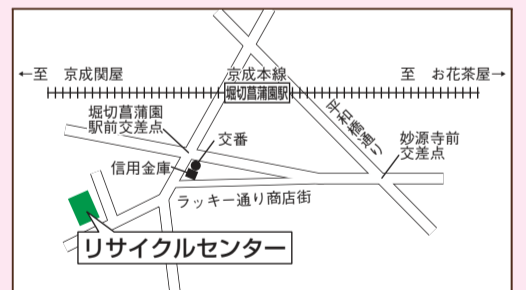 ←至 京成関屋
京成本線
至 お花茶屋→
堀切菖蒲園駅
堀切菖蒲園
駅前交差点
交番
平和橋通り
妙源寺前
交差点
信用金庫
ラッキー通り商店街
リサイクルセンター